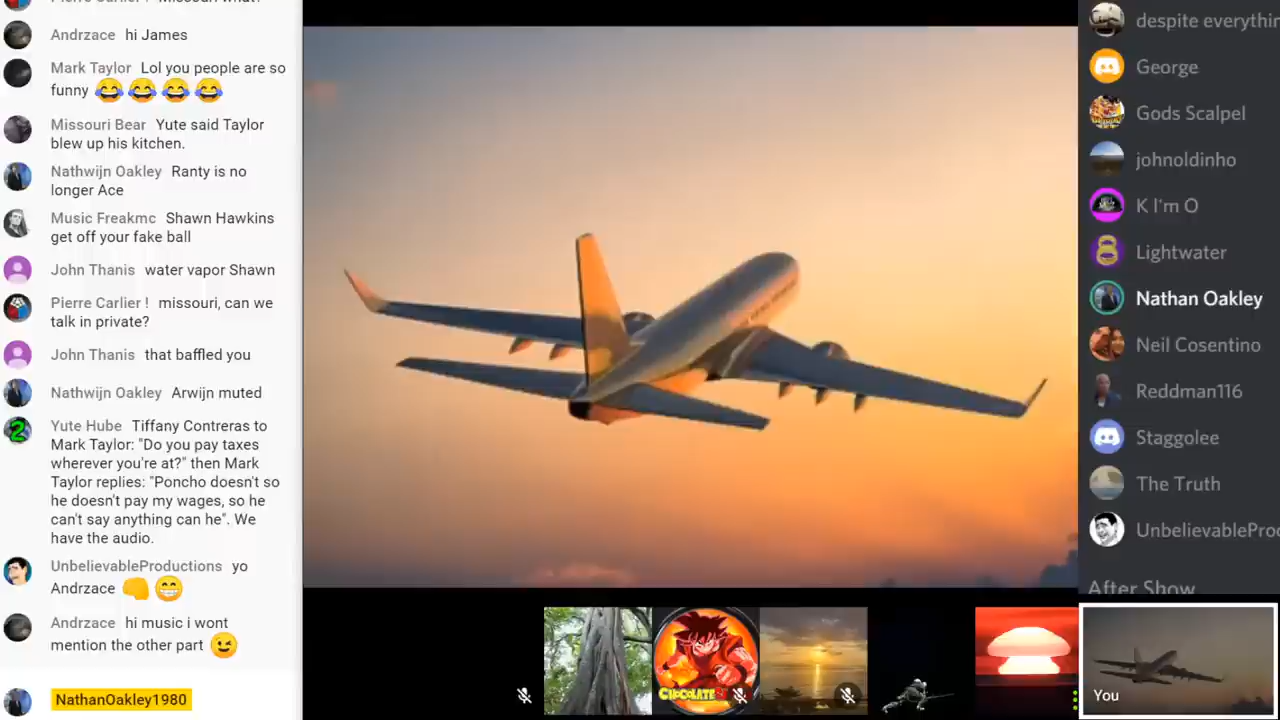 Andrzace hi James
Mark Taylor Lol you people are so
funny 😂 😂 😂 😂
Missouri Bear Yute said Taylor
blew up his kitchen.
Nathwijn Oakley Ranty is no
longer Ace
Music Freakmc Shawn Hawkins
get off your fake ball
John Thanis water vapor Shawn
Pierre Carlier ! missouri, can we
talk in private?
John Thanis that baffled you
Nathwijn Oakley Arwijn muted
Yute Hube Tiffany Contreras to
Mark Taylor: "Do you pay taxes
wherever you're at?" then Mark
Taylor replies: "Poncho doesn't so
he doesn't pay my wages, so he
can't say anything can he". We
have the audio.
UnbelievableProductions yo
Andrzace 👊 😁
Andrzace hi music i wont
mention the other part 😉
NathanOakley1980
despite everythin
George
Gods Scalpel
johnoldinho
K I'm O
Lightwater
Nathan Oakley
Neil Cosentino
Reddman116
Staggolee
The Truth
UnbelievablePro
After Show
CHOCOLATE
You